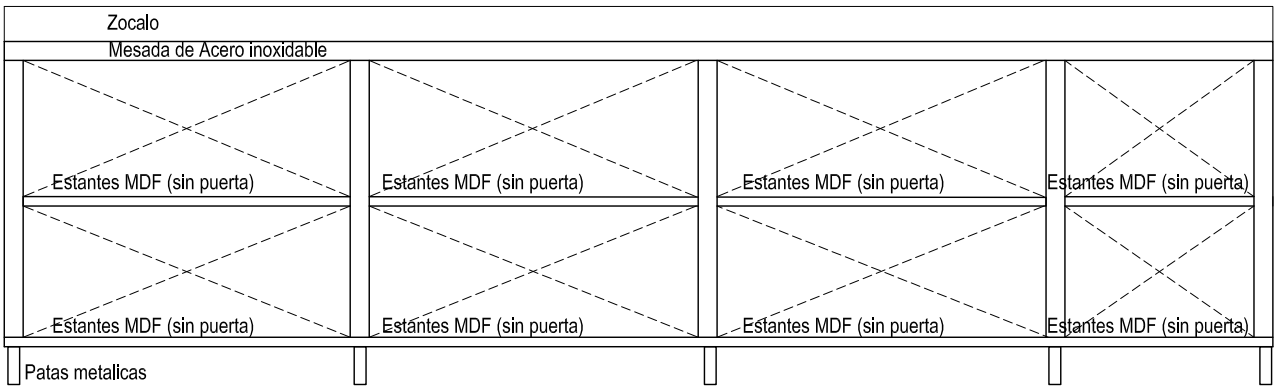 Zocalo
Mesada de Acero inoxidable
Estantes MDF (sin puerta)
Estantes MDF (sin puerta)
Estantes MDF (sin puerta)
Estantes MDF (sin puerta)
Estantes MDF (sin puerta)
Estantes MDF (sin puerta)
Estantes MDF (sin puerta)
Estantes MDF (sin puerta)
Patas metalicas